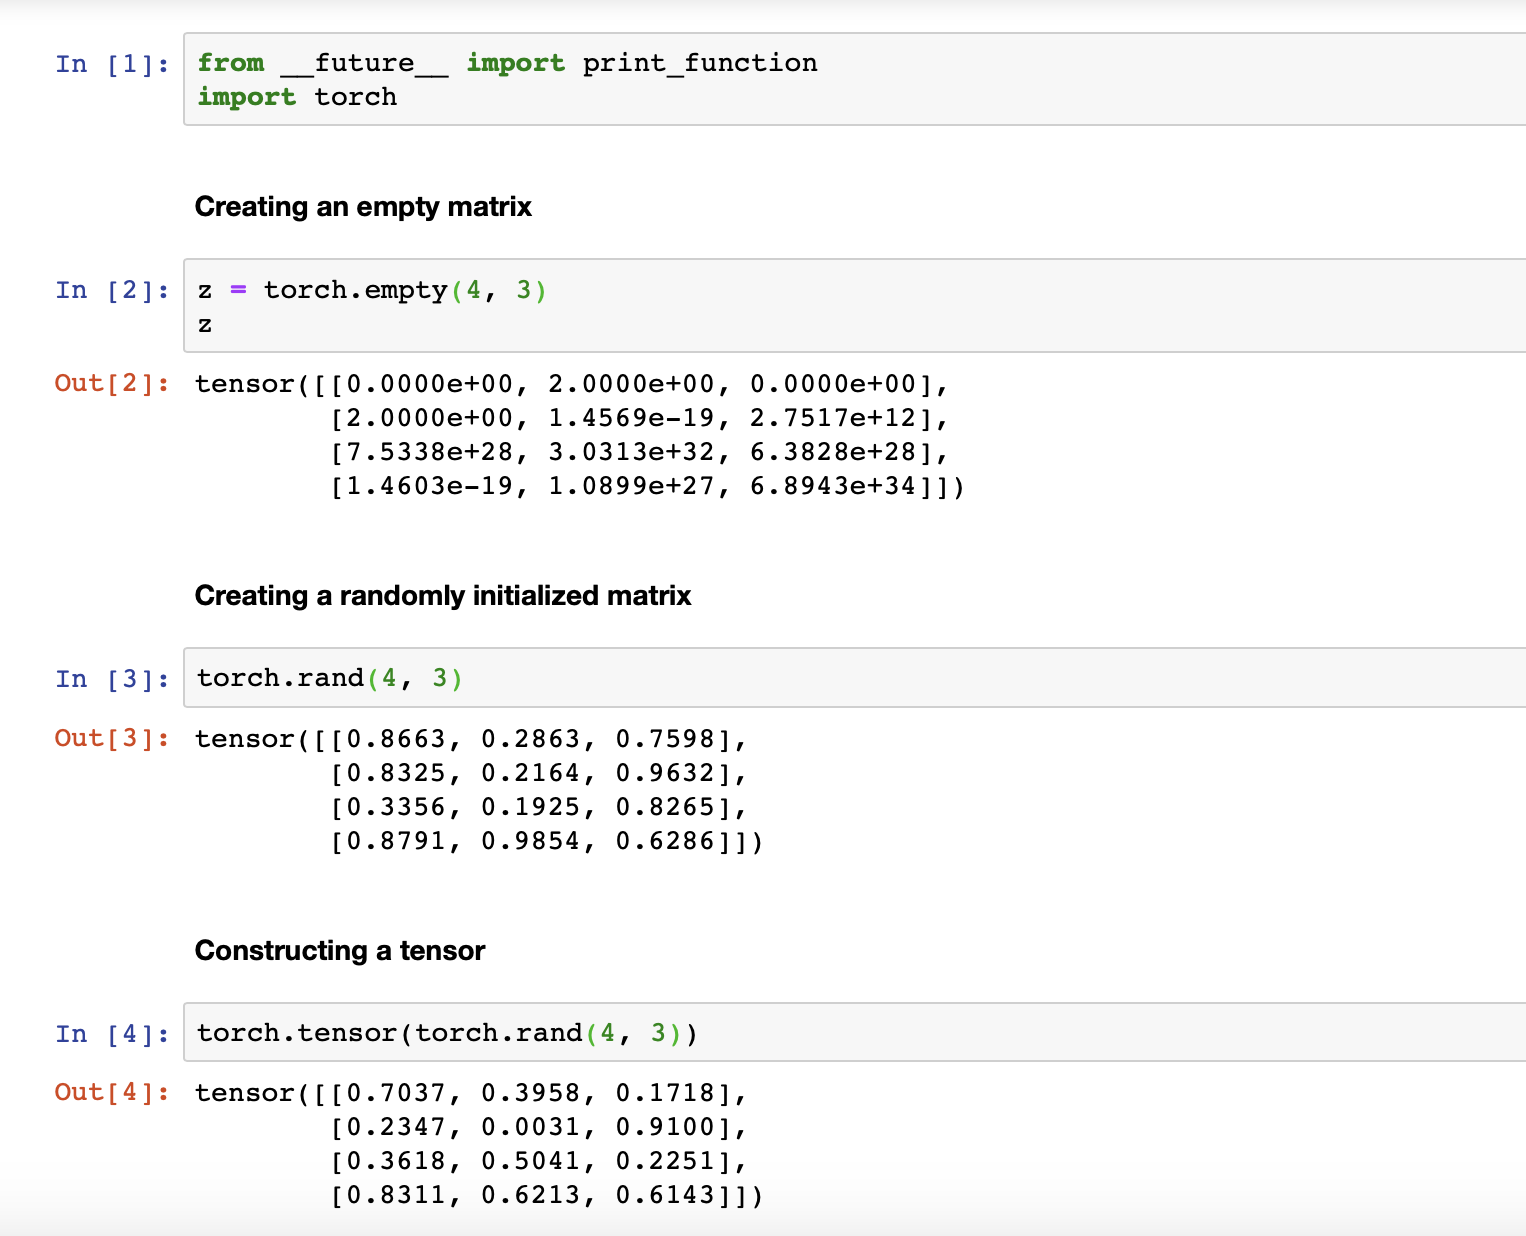 In [1]: from __future__ import print_function
import torch
Creating an empty matrix
In [2]: z = torch.empty(4, 3)
z
Out[2]: tensor([[0.0000e+00, 2.0000e+00, 0.0000e+00],
[2.0000e+00, 1.4569e-19, 2.7517e+12],
[7.5338e+28, 3.0313e+32, 6.3828e+28],
[1.4603e-19, 1.0899e+27, 6.8943e+34]])
Creating a randomly initialized matrix
In [3]: torch.rand(4, 3)
Out[3]: tensor([[0.8663, 0.2863, 0.7598],
[0.8325, 0.2164, 0.9632],
[0.3356, 0.1925, 0.8265],
[0.8791, 0.9854, 0.6286]])
Constructing a tensor
In [4]: torch.tensor(torch.rand(4, 3))
Out[4]: tensor([[0.7037, 0.3958, 0.1718],
[0.2347, 0.0031, 0.9100],
[0.3618, 0.5041, 0.2251],
[0.8311, 0.6213, 0.6143]])